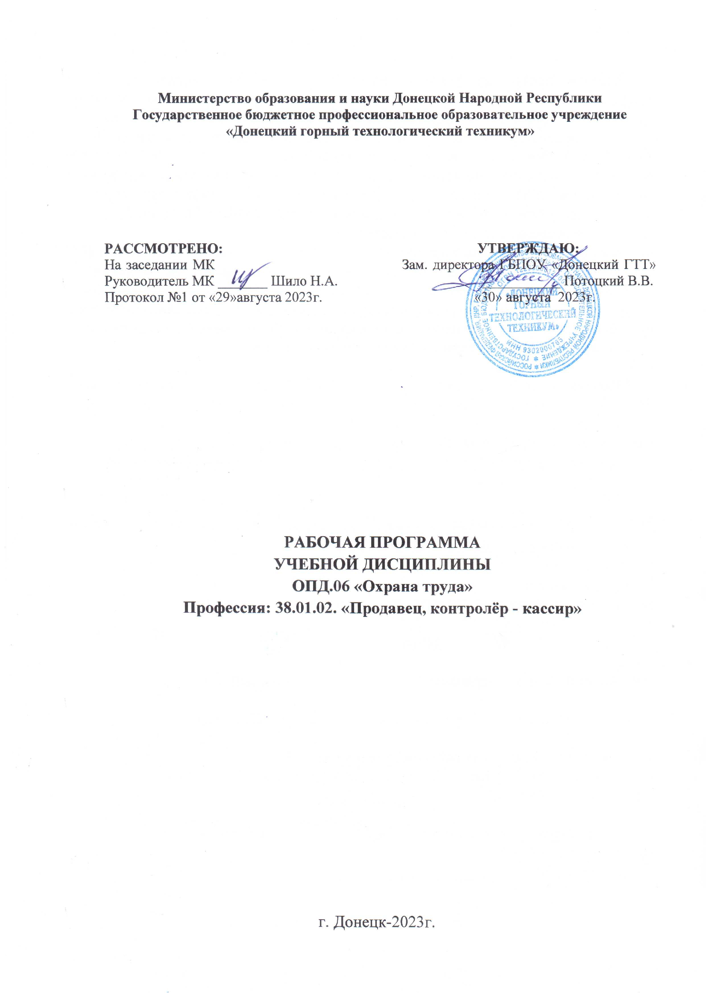 Министерство образования и науки Донецкой Народной Республики
Государственное бюджетное профессиональное образовательное учреждение
«Донецкий горный технологический техникум»
РАССМОТРЕНО:
На заседании МК
Руководитель МК ________ Шило Н.А.
Протокол №1 от «29»августа 2023г.
УТВЕРЖДАЮ:
Зам. директора ГБПОУ «Донецкий ГТТ»
____________ Потоцкий В.В.
«30» августа 2023г.
«ДОНЕЦКИЙ
ГОРНЫЙ
ТЕХНОЛОГИЧЕСКИЙ
ТЕХНИКУМ»
ИНН 9302000765
РАБОЧАЯ ПРОГРАММА
УЧЕБНОЙ ДИСЦИПЛИНЫ
ОПД.06 «Охрана труда»
Профессия: 38.01.02. «Продавец, контролёр - кассир»
г. Донецк-2023г.